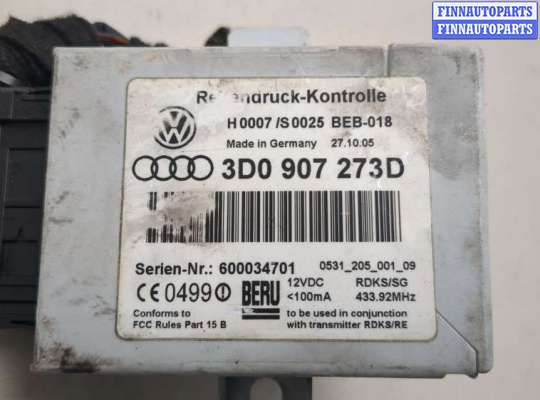 FINNAUTOPARTS
FINNAUTOPARTS
-Kontrolle
H0007/S0025 BEB-018
Made in Germany 27.10.05
3D0 907 273D
Serien-Nr.: 600034701 0531_205_001_09
CE 0499 BERU 12VDC RDKS/SG
<100mA 433.92MHz
Conforms to to be used in conjunction
FCC Rules Part 15 B with transmitter RDKS/RE